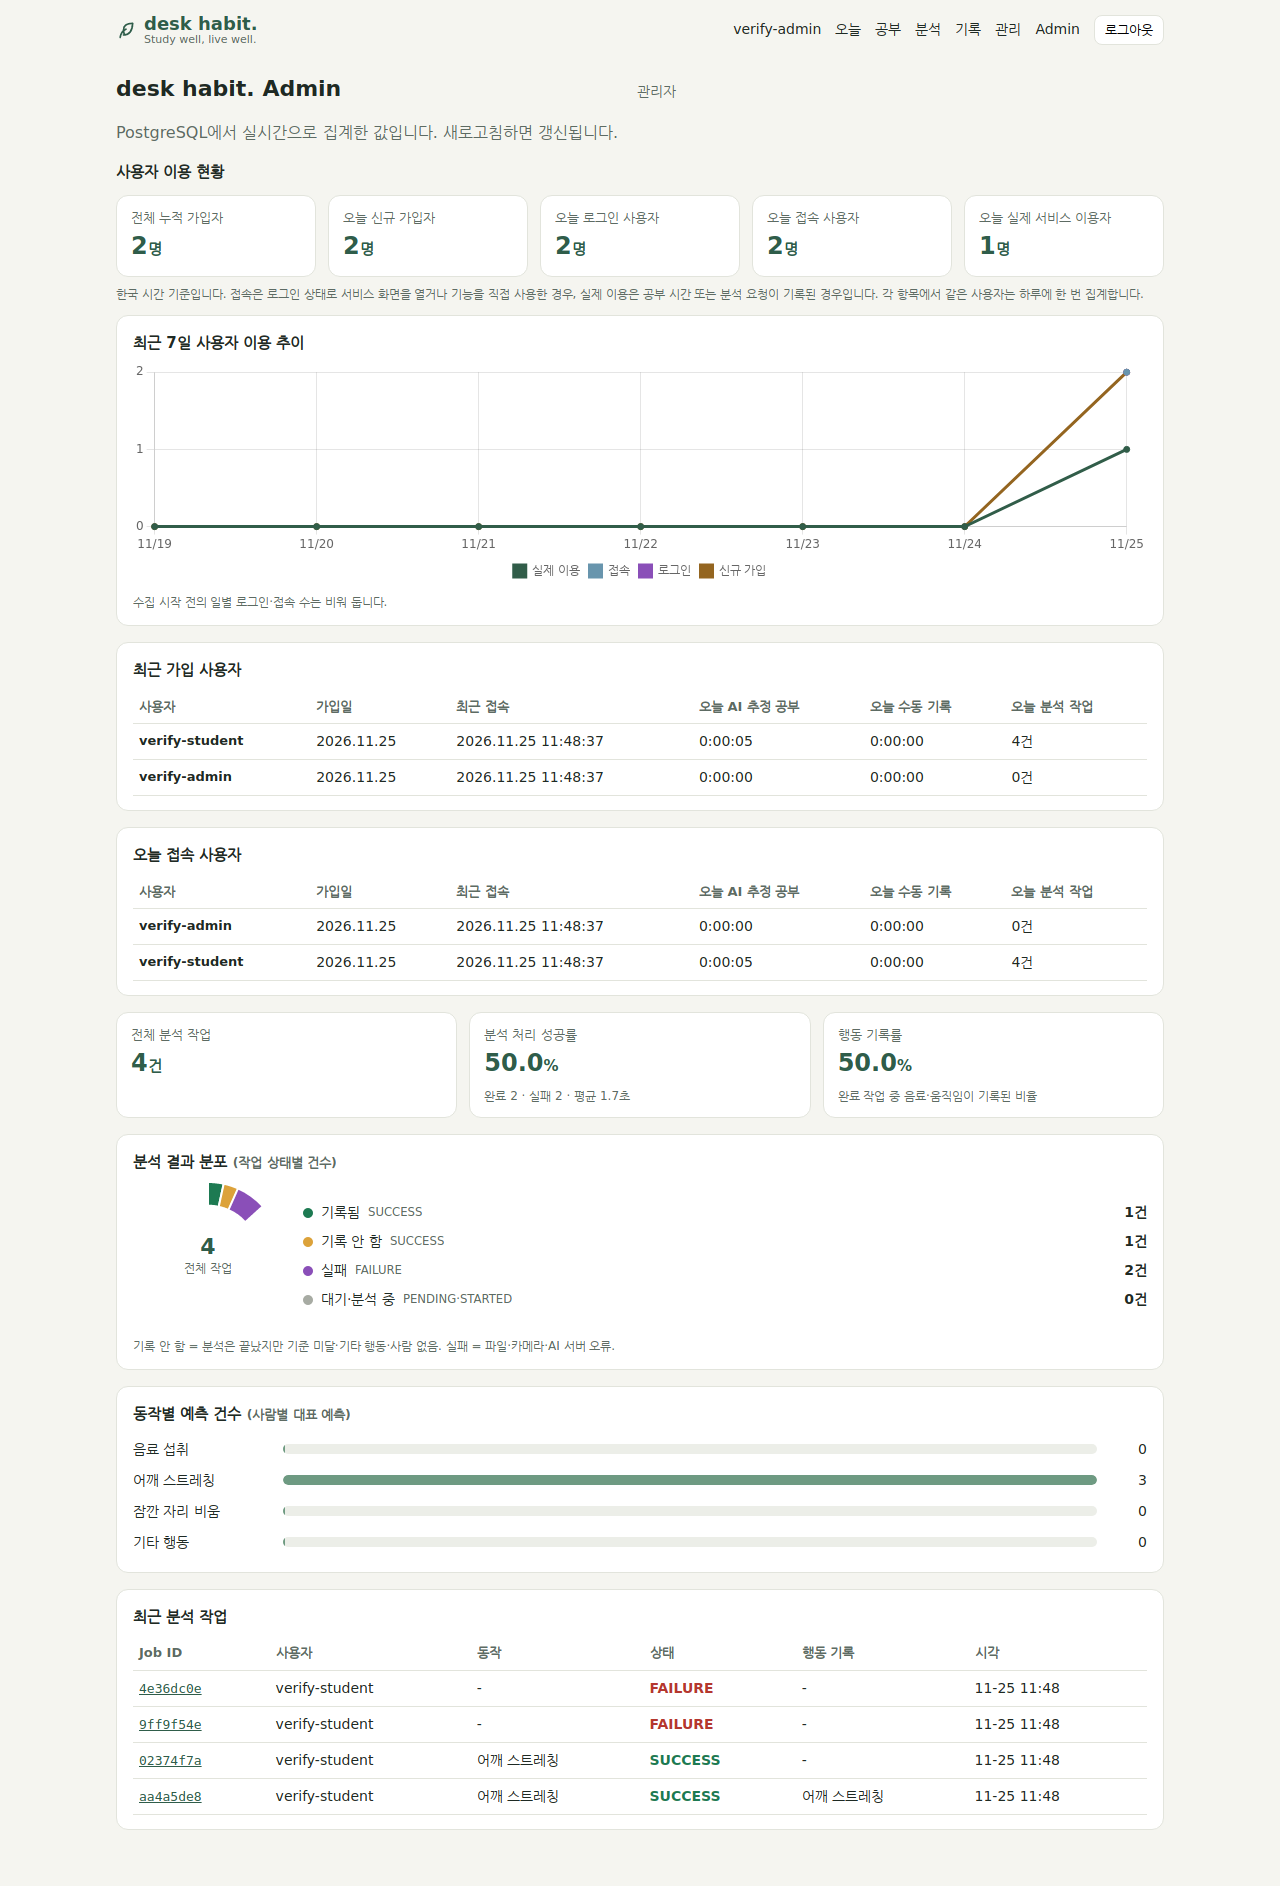 desk habit.
Study well, live well.
verify-admin 오늘 공부 분석 기록 관리 Admin 로그아웃
desk habit. Admin
관리자
PostgreSQL에서 실시간으로 집계한 값입니다. 새로고침하면 갱신됩니다.
사용자 이용 현황
전체 누적 가입자
2명
오늘 신규 가입자
2명
오늘 로그인 사용자
2명
오늘 접속 사용자
2명
오늘 실제 서비스 이용자
1명
한국 시간 기준입니다. 접속은 로그인 상태로 서비스 화면을 열거나 기능을 직접 사용한 경우, 실제 이용은 공부 시간 또는 분석 요청이 기록된 경우입니다. 각 항목에서 같은 사용자는 하루에 한 번 집계합니다.
최근 7일 사용자 이용 추이
2
1
0
11/19 11/20 11/21 11/22 11/23 11/24 11/25
실제 이용 접속 로그인 신규 가입
수집 시작 전의 일별 로그인·접속 수는 비워 둡니다.
최근 가입 사용자
사용자 가입일 최근 접속 오늘 AI 추정 공부 오늘 수동 기록 오늘 분석 작업
verify-student 2026.11.25 2026.11.25 11:48:37 0:00:05 0:00:00 4건
verify-admin 2026.11.25 2026.11.25 11:48:37 0:00:00 0:00:00 0건
오늘 접속 사용자
사용자 가입일 최근 접속 오늘 AI 추정 공부 오늘 수동 기록 오늘 분석 작업
verify-admin 2026.11.25 2026.11.25 11:48:37 0:00:00 0:00:00 0건
verify-student 2026.11.25 2026.11.25 11:48:37 0:00:05 0:00:00 4건
전체 분석 작업
4건
분석 처리 성공률
50.0%
완료 2 · 실패 2 · 평균 1.7초
행동 기록률
50.0%
완료 작업 중 음료·움직임이 기록된 비율
분석 결과 분포 (작업 상태별 건수)
4
전체 작업
기록됨 SUCCESS 1건
기록 안 함 SUCCESS 1건
실패 FAILURE 2건
대기·분석 중 PENDING·STARTED 0건
기록 안 함 = 분석은 끝났지만 기준 미달·기타 행동·사람 없음. 실패 = 파일·카메라·AI 서버 오류.
동작별 예측 건수 (사람별 대표 예측)
음료 섭취 0
어깨 스트레칭 3
잠깐 자리 비움 0
기타 행동 0
최근 분석 작업
Job ID 사용자 동작 상태 행동 기록 시각
4e36dc0e verify-student - FAILURE - 11-25 11:48
9ff9f54e verify-student - FAILURE - 11-25 11:48
02374f7a verify-student 어깨 스트레칭 SUCCESS - 11-25 11:48
aa4a5de8 verify-student 어깨 스트레칭 SUCCESS 어깨 스트레칭 11-25 11:48